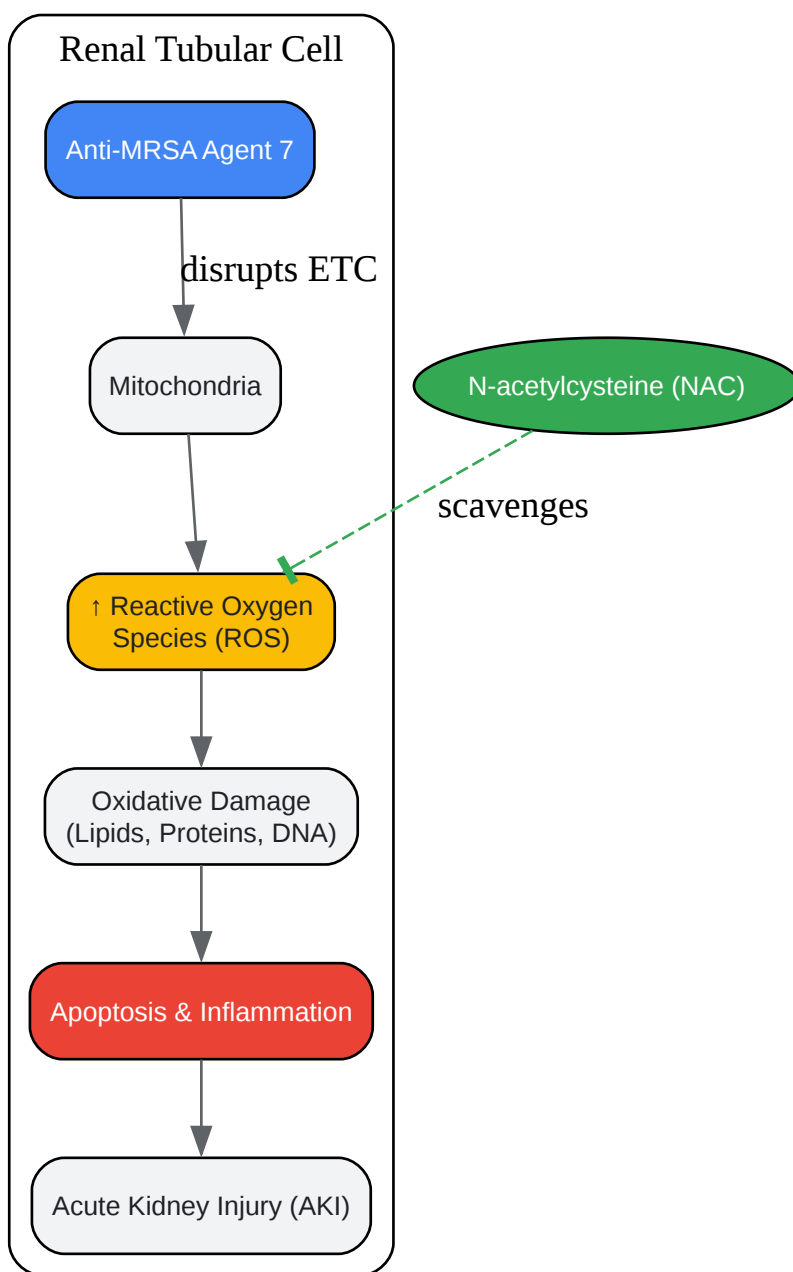 Renal Tubular Cell
Anti-MRSA Agent 7
disrupts ETC
Mitochondria
N-acetylcysteine (NAC)
scavenges
↑ Reactive Oxygen
Species (ROS)
Oxidative Damage
(Lipids, Proteins, DNA)
Apoptosis & Inflammation
Acute Kidney Injury (AKI)